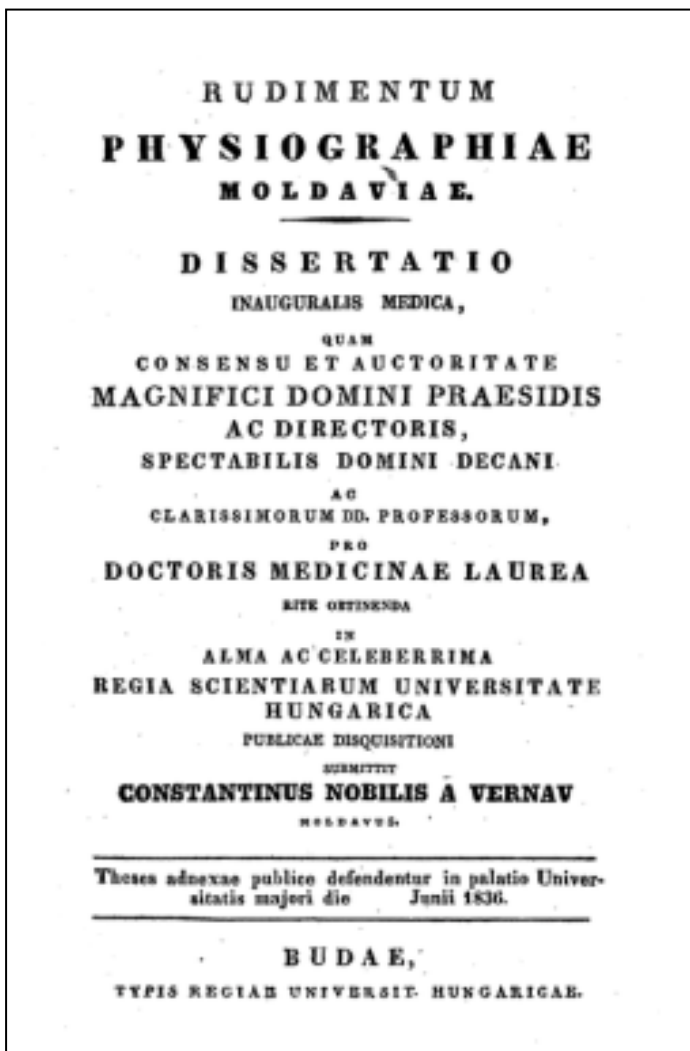 RUDIMENTUM
PHYSIOGRAPHIAE
MOLDAVIAE.
DISSERTATIO
INAUGURALIS MEDICA,
QUAM
CONSENSU ET AUCTORITATE
MAGNIFICI DOMINI PRAESIDIS
AC DIRECTORIS,
SPECTABILIS DOMINI DECANI
AC
CLARISSIMORUM DD. PROFESSORUM,
PRO
DOCTORIS MEDICINAE LAUREA
RITE OBTINENDA
IN
ALMA AC CELEBERRIMA
REGIA SCIENTIARUM UNIVERSITATE
HUNGARICA
PUBLICAE DISQUISITIONI
SUBMITTIT
CONSTANTINUS NOBILIS A VERNAV
MOLDAVUS.
Theses adnexae publice defendentur in palatio Univer-
sitatis majori die Junii 1836.
BUDAE,
TYPIS REGIAE UNIVERSIT. HUNGARICAE.